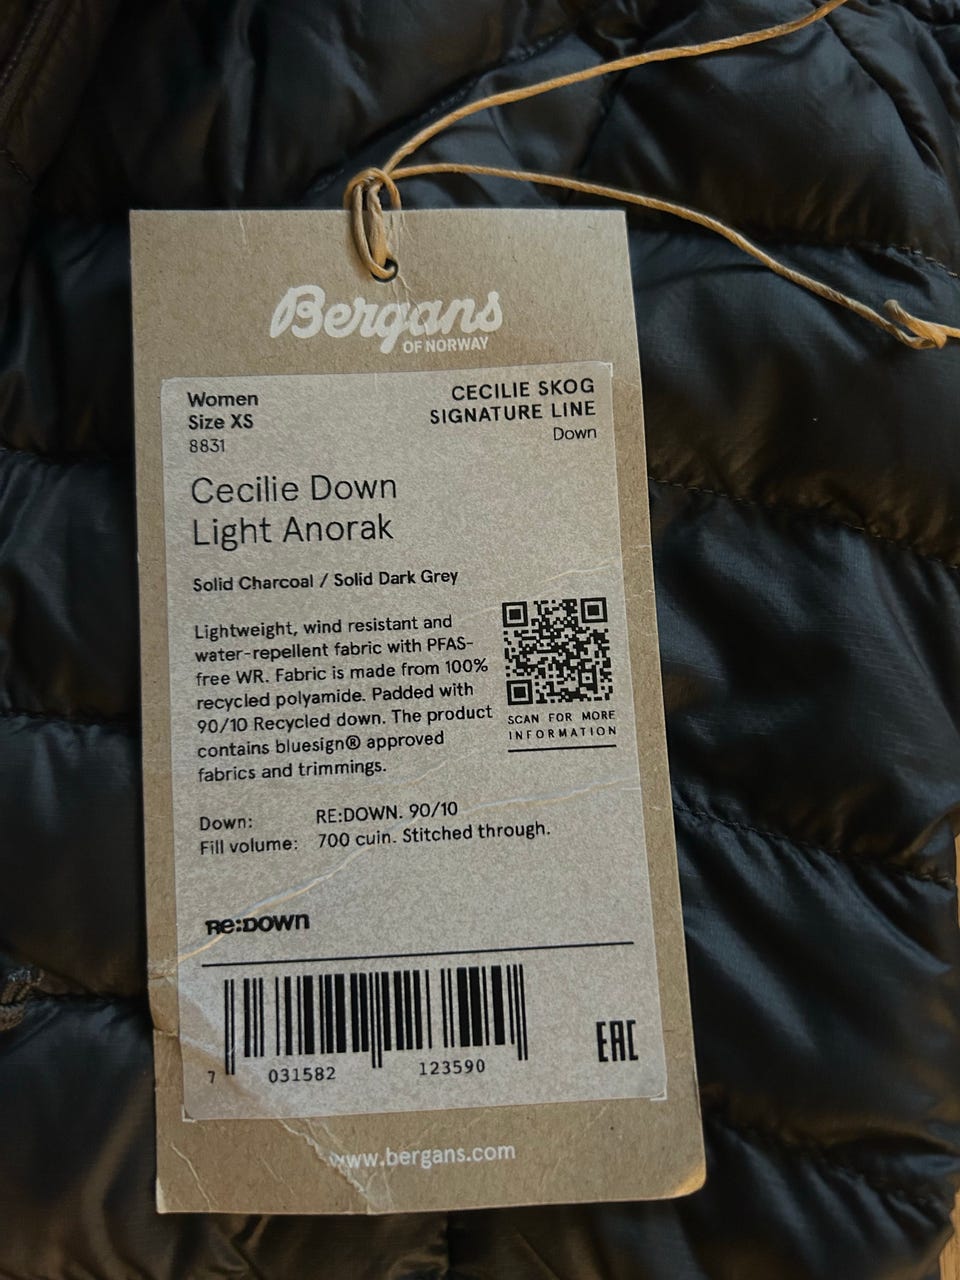 Bergans
OF NORWAY
Women
Size XS
8831
CECILIE SKOG
SIGNATURE LINE
Down
Cecilie Down
Light Anorak
Solid Charcoal / Solid Dark Grey
Lightweight, wind resistant and
water-repellent fabric with PFAS-
free WR. Fabric is made from 100%
recycled polyamide. Padded with
90/10 Recycled down. The product
contains bluesign® approved
fabrics and trimmings.
SCAN FOR MORE
INFORMATION
Down: RE:DOWN. 90/10
Fill volume: 700 cuin. Stitched through.
Re:DOWN
7 031582 123590
EAC
www.bergans.com